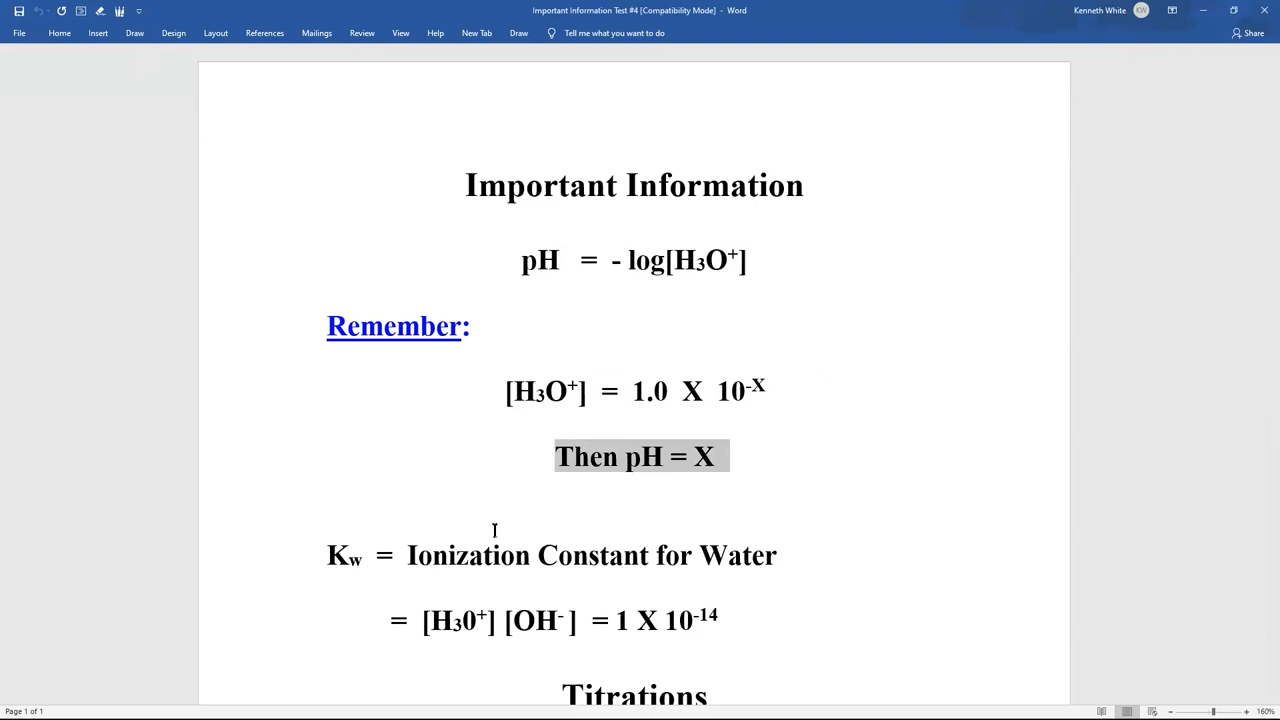 Important Information Test #4 [Compatibility Mode] - Word
Kenneth White KW
File Home Insert Draw Design Layout References Mailings Review View Help New Tab Draw Tell me what you want to do Share
Important Information
pH = - log[H₃O⁺]
Remember:
[H₃O⁺] = 1.0 X 10⁻ˣ
Then pH = X
Kw = Ionization Constant for Water
= [H₃0⁺] [OH⁻ ] = 1 X 10⁻¹⁴
Titrations
Page 1 of 1
160%